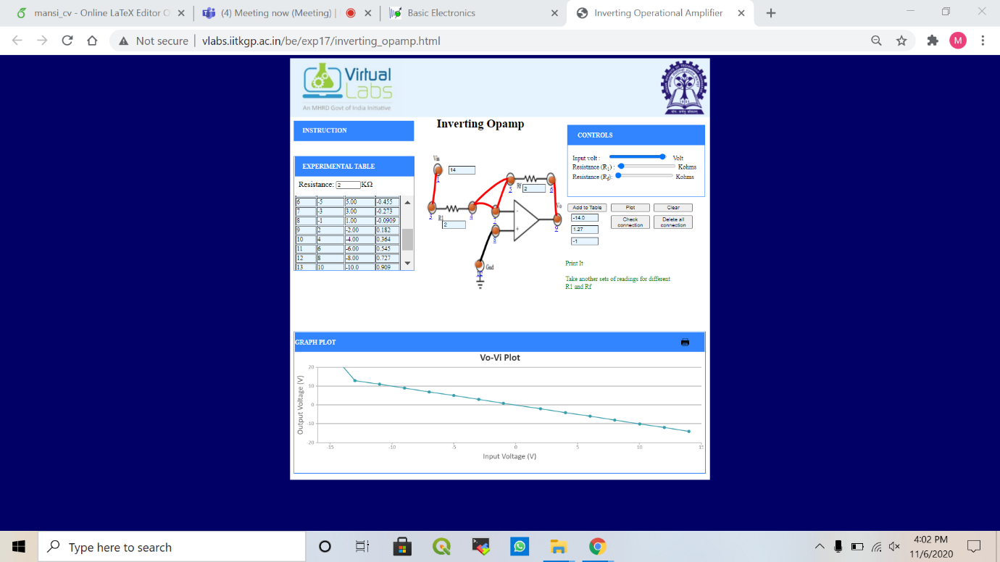 mansi_cv - Online LaTeX Editor O
(4) Meeting now (Meeting) |
Basic Electronics
Inverting Operational Amplifier
Not secure | vlabs.iitkgp.ac.in/be/exp17/inverting_opamp.html
M
Virtual
Labs
An MHRD Govt of India Initiative
Inverting Opamp
INSTRUCTION
EXPERIMENTAL TABLE
Resistance: 2 KΩ
6 -5 5.00 -0.455
7 -3 3.00 -0.273
8 -1 1.00 -0.0909
9 2 -2.00 0.182
10 4 -4.00 0.364
11 6 -6.00 0.545
12 8 -8.00 0.727
13 10 -10.0 0.909
Vin
14
1
5
Rf
2
6
3
4
R1
2
7
8
-
+
Vo
9
Gnd
CONTROLS
Input volt : Volt
Resistance (R1) : Kohms
Resistance (Rf): Kohms
Add to Table Plot Clear
-14.0
1.27
-1
Check connection
Delete all connection
Print It
Take another sets of readings for different
R1 and Rf
GRAPH PLOT
Vo-Vi Plot
Output Voltage (V)
20
10
0
-10
-20
-15 -10 -5 0 5 10 15
Input Voltage (V)
Type here to search
4:02 PM
11/6/2020